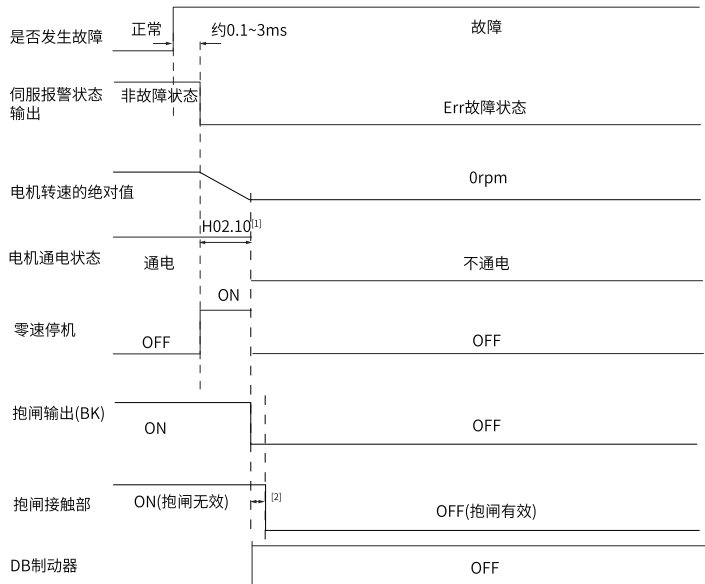 是否发生故障
正常
约0.1~3ms
故障
伺服报警状态
输出
非故障状态
Err故障状态
电机转速的绝对值
0rpm
H02.10[1]
电机通电状态
通电
不通电
零速停机
OFF
ON
OFF
抱闸输出(BK)
ON
OFF
抱闸接触部
ON(抱闸无效)
[2]
OFF(抱闸有效)
DB制动器
OFF